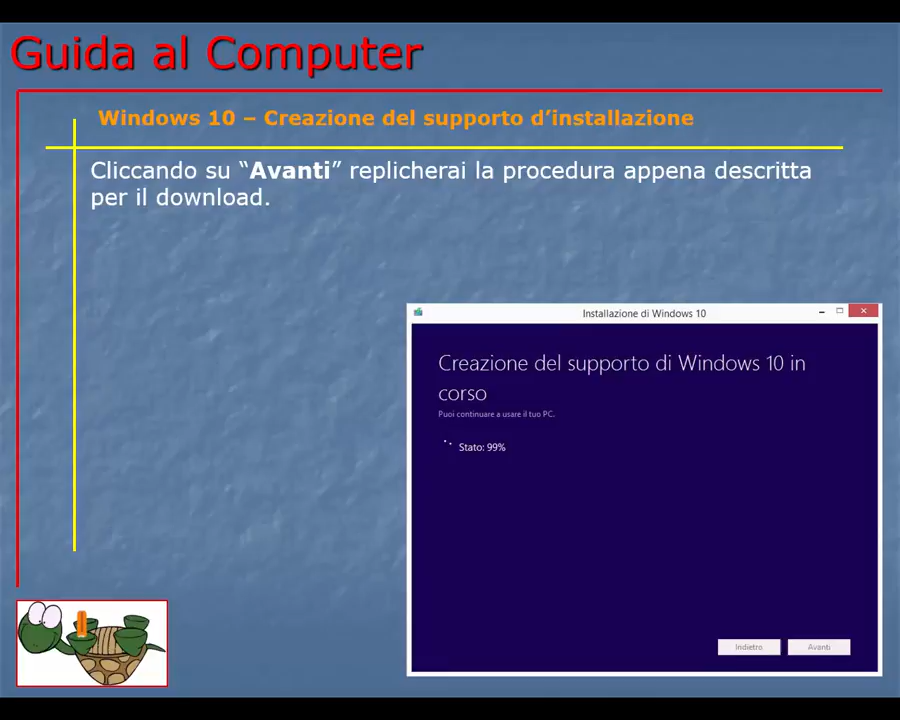 Guida al Computer
Windows 10 – Creazione del supporto d’installazione
Cliccando su “Avanti” replicherai la procedura appena descritta
per il download.
Installazione di Windows 10
Creazione del supporto di Windows 10 in
corso
Puoi continuare a usare il tuo PC.
Stato: 99%
Indietro
Avanti